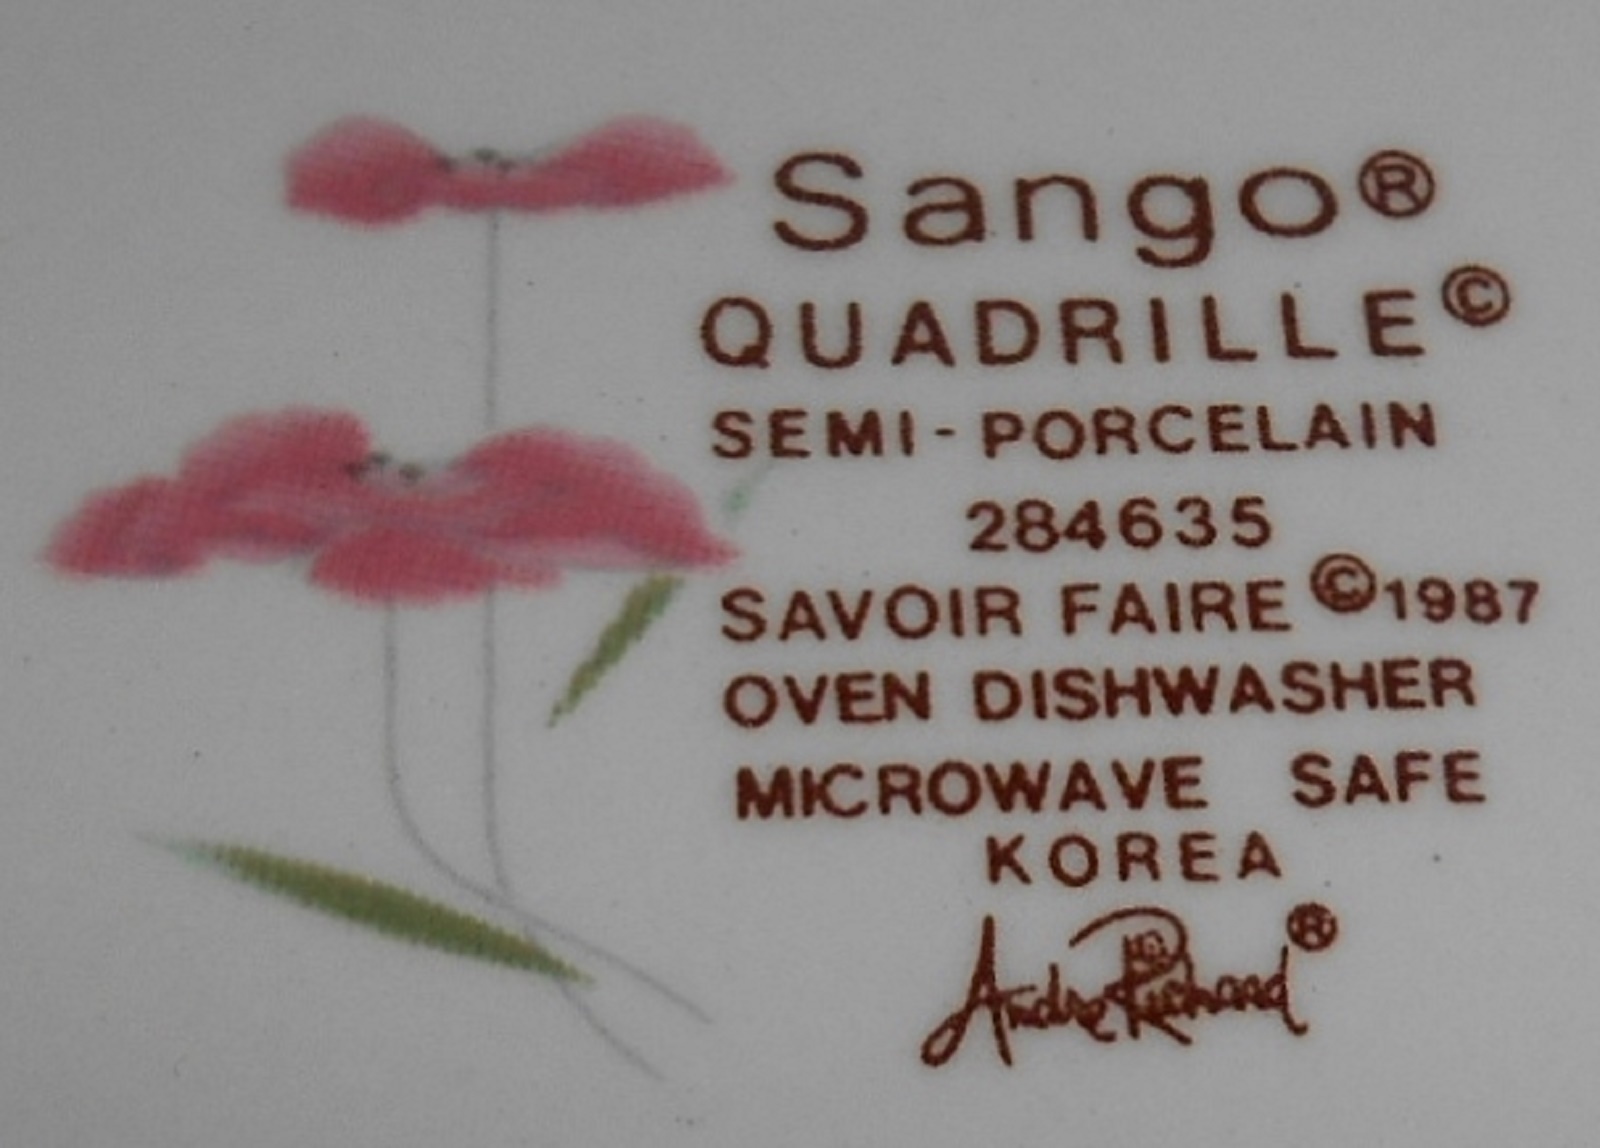 Sango®
QUADRILLE©
SEMI-PORCELAIN
284635
SAVOIR FAIRE ©1987
OVEN DISHWASHER
MICROWAVE SAFE
KOREA
Andre Richard®